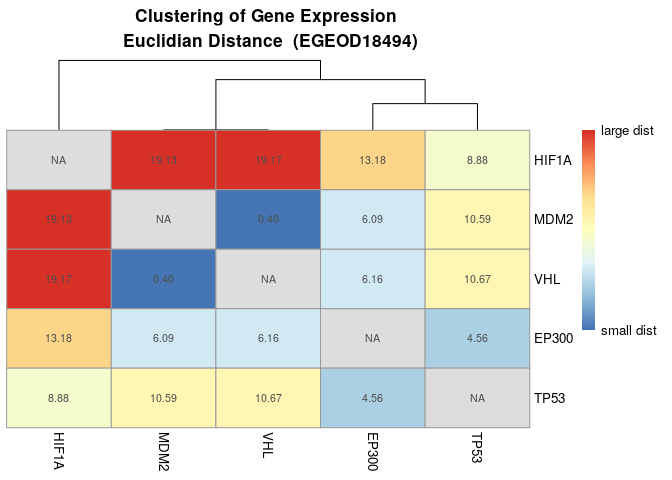 Clustering of Gene Expression
Euclidian Distance  (EGEOD18494)
large dist
NA 19.13 19.17 13.18 8.88 HIF1A
19.13 NA 0.40 6.09 10.59 MDM2
19.17 0.40 NA 6.16 10.67 VHL
13.18 6.09 6.16 NA 4.56 EP300
small dist
8.88 10.59 10.67 4.56 NA TP53
HIF1A MDM2 VHL EP300 TP53